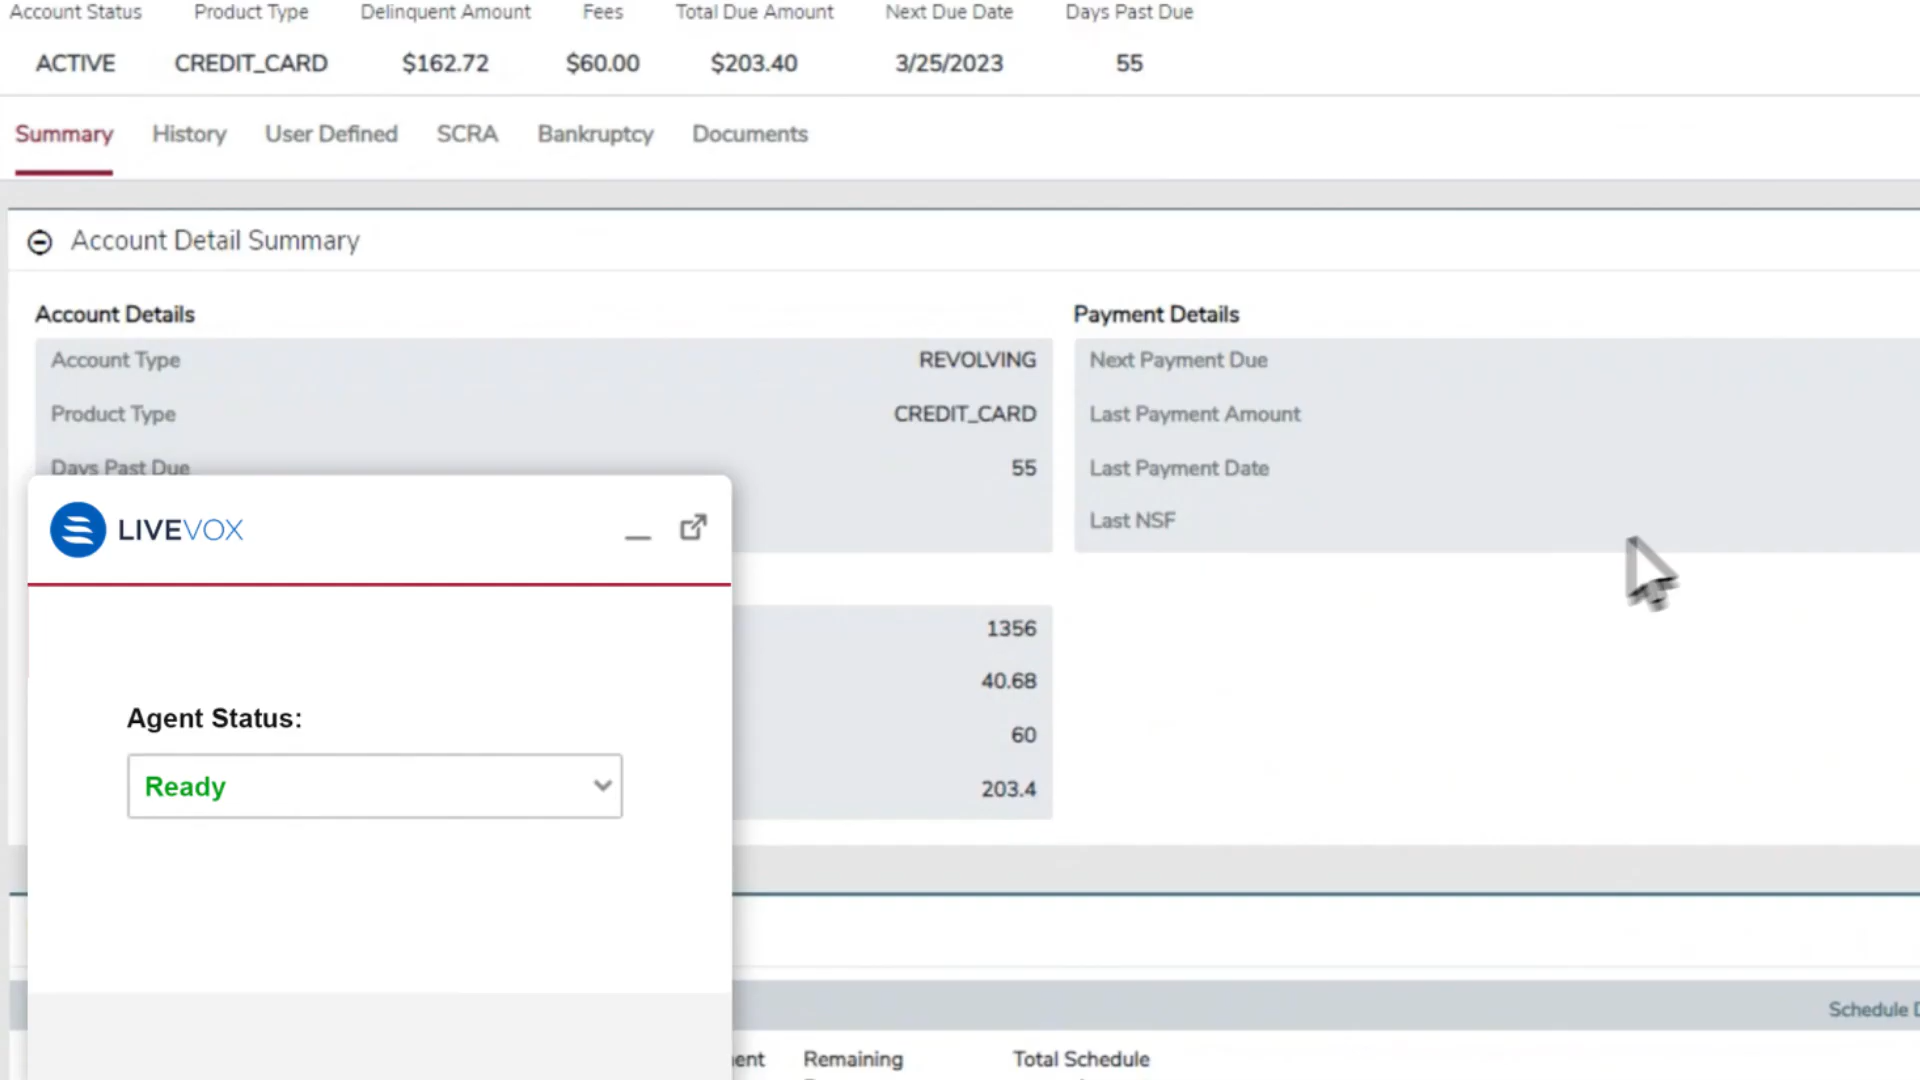 Account Status Product Type Delinquent Amount Fees Total Due Amount Next Due Date Days Past Due
ACTIVE CREDIT_CARD $162.72 $60.00 $203.40 3/25/2023 55
Summary History User Defined SCRA Bankruptcy Documents
Account Detail Summary
Account Details Payment Details
Account Type REVOLVING Next Payment Due
Product Type CREDIT_CARD Last Payment Amount
Days Past Due 55 Last Payment Date
Last NSF
LIVEVOX
1356
40.68
Agent Status:
60
Ready
203.4
Schedule
Remaining Total Schedule